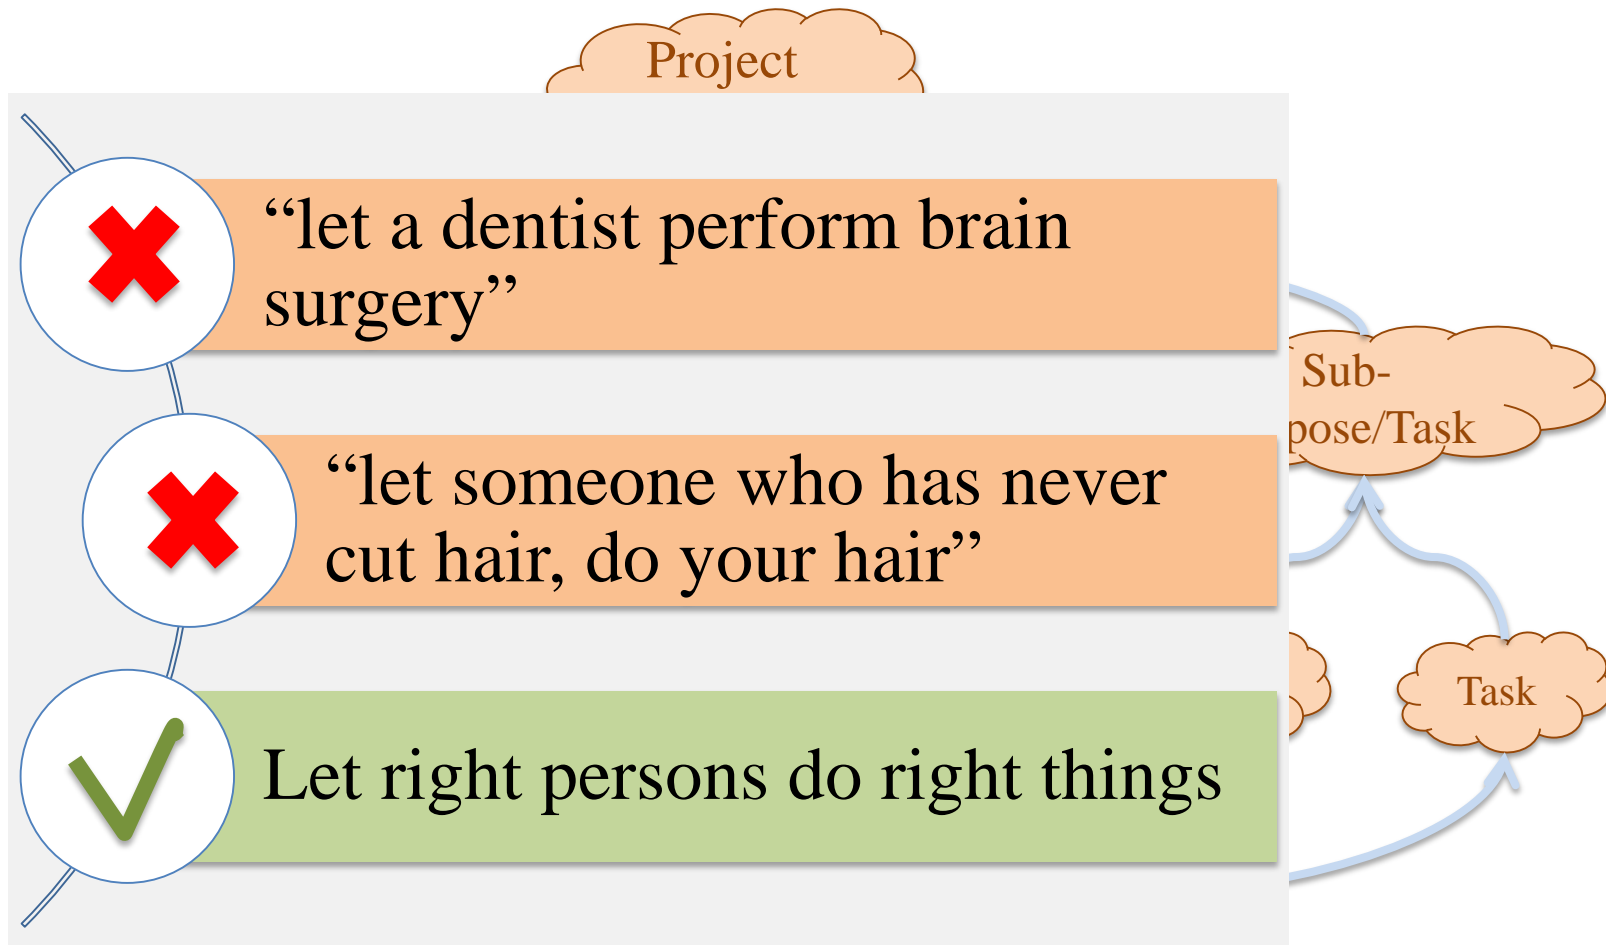 Project
“let a dentist perform brain
surgery”
Sub-
pose/Task
“let someone who has never
cut hair, do your hair”
Task
Let right persons do right things